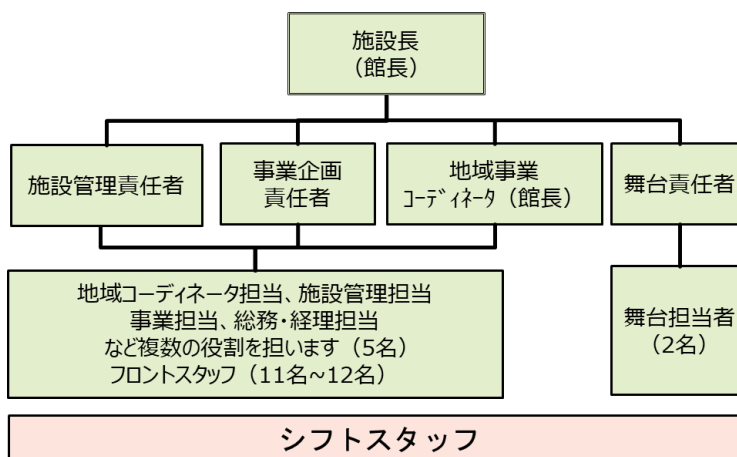 施設長
（館長）
施設管理責任者
事業企画
責任者
地域事業
ｺｰﾃﾞｨﾈｰﾀ（館長）
舞台責任者
地域コーディネータ担当、施設管理担当
事業担当、総務・経理担当
など複数の役割を担います（5名）
フロントスタッフ（11名~12名）
舞台担当者
（2名）
シフトスタッフ